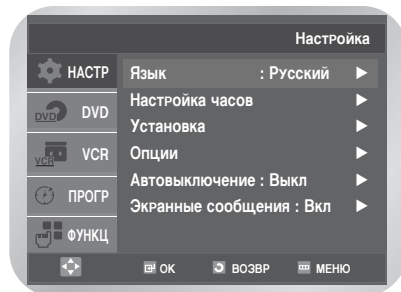 Настройка
НАСТР
Язык : Русский ►
DVD DVD
Настройка часов ►
Установка ►
VCR VCR
Опции ►
ПРОГР
Автовыключение : Выкл ►
Экранные сообщения : Вкл ►
ФУНКЦ
ОК ВОЗВР МЕНЮ